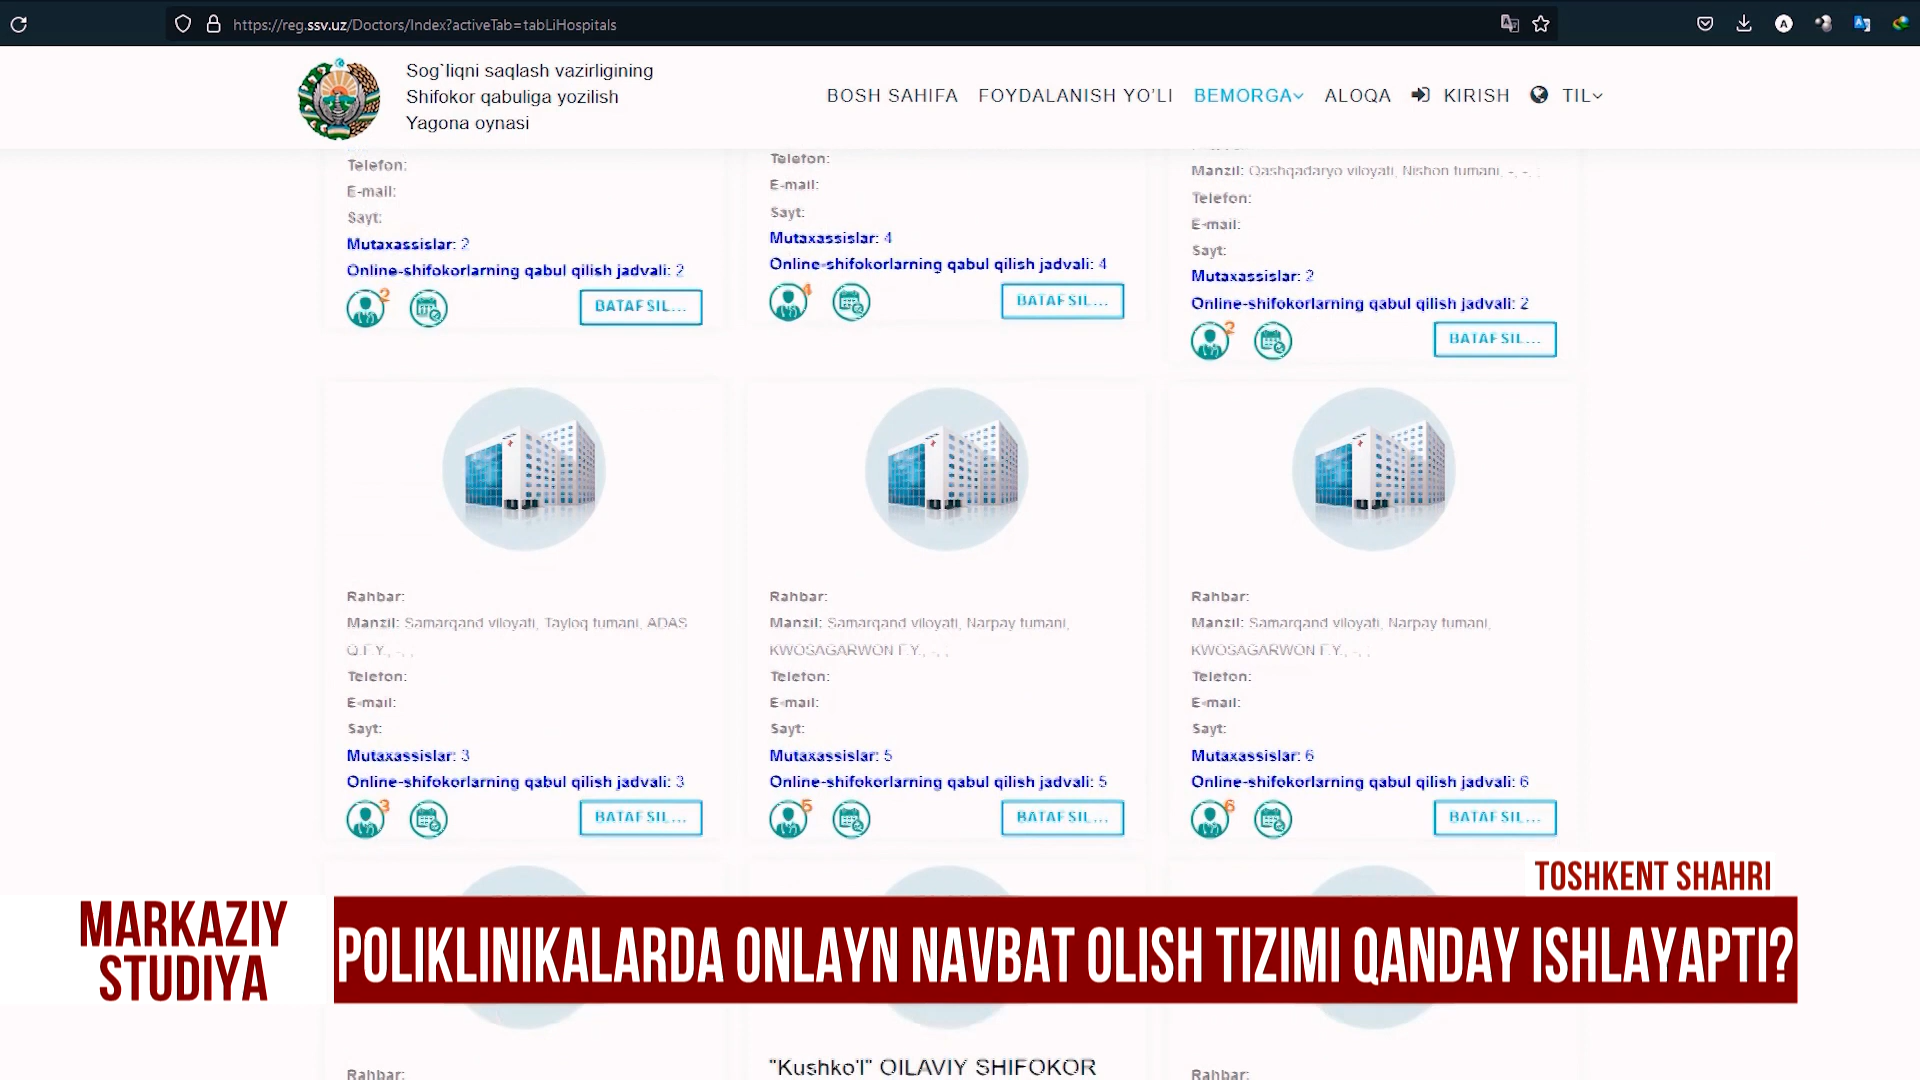 https://reg.ssv.uz/Doctors/Index?activeTab=tabLiHospitals
Sog`liqni saqlash vazirligining
Shifokor qabuliga yozilish
Yagona oynasi
BOSH SAHIFA FOYDALANISH YO'LI BEMORGA ALOQA KIRISH TIL
Telefon:
E-mail:
Sayt:
Mutaxassislar: 2
Online-shifokorlarning qabul qilish jadvali: 2
2
BATAFSIL...
Telefon:
E-mail:
Sayt:
Mutaxassislar: 4
Online-shifokorlarning qabul qilish jadvali: 4
4
BATAFSIL...
Manzil: Qashqadaryo viloyati, Nishon tumani, -, -, ,
Telefon:
E-mail:
Sayt:
Mutaxassislar: 2
Online-shifokorlarning qabul qilish jadvali: 2
2
BATAFSIL...
Rahbar:
Manzil: Samarqand viloyati, Tayloq tumani, ADAS
Q.F.Y., -, ,
Telefon:
E-mail:
Sayt:
Mutaxassislar: 3
Online-shifokorlarning qabul qilish jadvali: 3
3
BATAFSIL...
Rahbar:
Manzil: Samarqand viloyati, Narpay tumani,
KWOSAGARWON F.Y., -, ,
Telefon:
E-mail:
Sayt:
Mutaxassislar: 5
Online-shifokorlarning qabul qilish jadvali: 5
5
BATAFSIL...
Rahbar:
Manzil: Samarqand viloyati, Narpay tumani,
KWOSAGARWON F.Y., -, ,
Telefon:
E-mail:
Sayt:
Mutaxassislar: 6
Online-shifokorlarning qabul qilish jadvali: 6
6
BATAFSIL...
TOSHKENT SHAHRI
MARKAZIY
STUDIYA
POLIKLINIKALARDA ONLAYN NAVBAT OLISH TIZIMI QANDAY ISHLAYAPTI?
Rahbar:
"Kushko'l" OILAVIY SHIFOKOR
Rahbar: